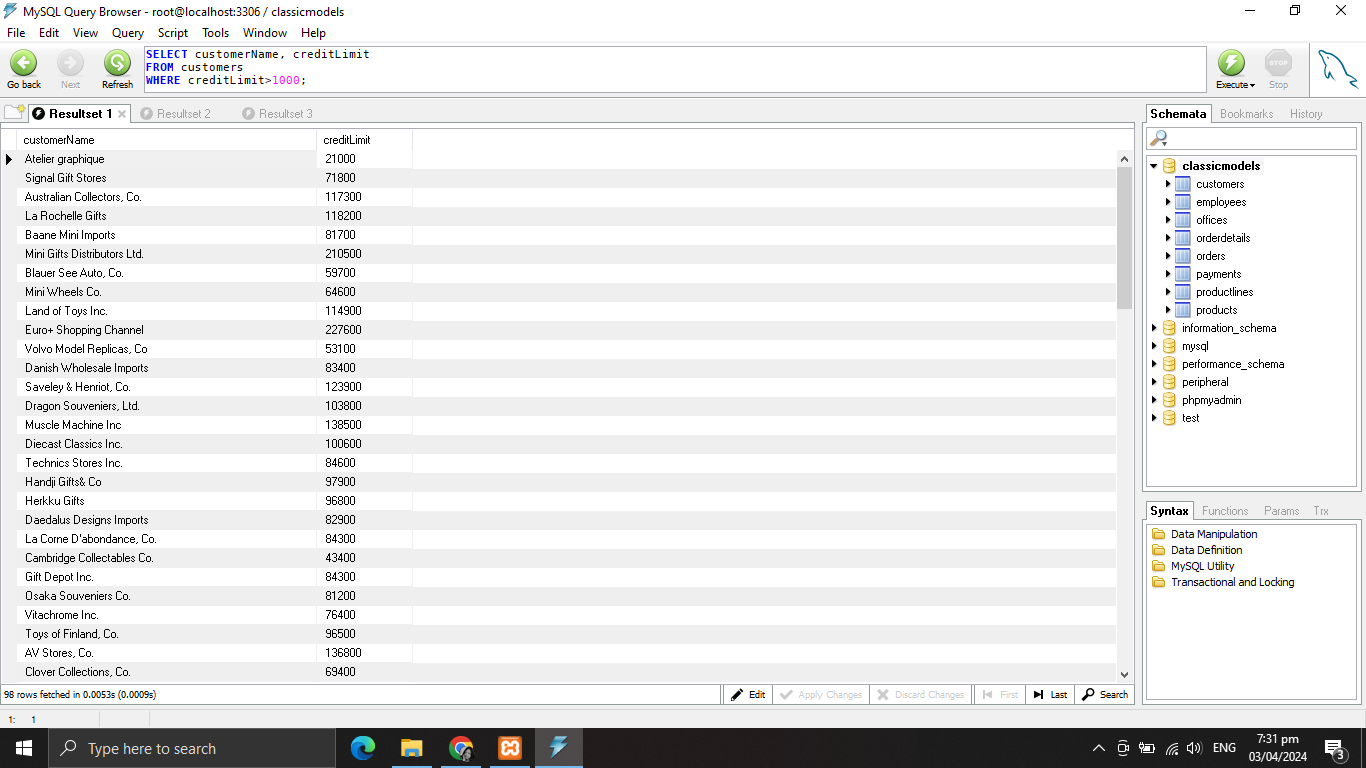 MySQL Query Browser - root@localhost:3306 / classicmodels
File Edit View Query Script Tools Window Help
Go back Next Refresh
SELECT customerName, creditLimit
FROM customers
WHERE creditLimit>1000;
Execute STOP Stop
Resultset 1 Resultset 2 Resultset 3
customerName creditLimit
Atelier graphique 21000
Signal Gift Stores 71800
Australian Collectors, Co. 117300
La Rochelle Gifts 118200
Baane Mini Imports 81700
Mini Gifts Distributors Ltd. 210500
Blauer See Auto, Co. 59700
Mini Wheels Co. 64600
Land of Toys Inc. 114900
Euro+ Shopping Channel 227600
Volvo Model Replicas, Co 53100
Danish Wholesale Imports 83400
Saveley & Henriot, Co. 123900
Dragon Souveniers, Ltd. 103800
Muscle Machine Inc 138500
Diecast Classics Inc. 100600
Technics Stores Inc. 84600
Handji Gifts& Co 97900
Herkku Gifts 96800
Daedalus Designs Imports 82900
La Corne D'abondance, Co. 84300
Cambridge Collectables Co. 43400
Gift Depot Inc. 84300
Osaka Souveniers Co. 81200
Vitachrome Inc. 76400
Toys of Finland, Co. 96500
AV Stores, Co. 136800
Clover Collections, Co. 69400
98 rows fetched in 0.0053s (0.0009s)
Edit Apply Changes Discard Changes First Last Search
1: 1
Schemata Bookmarks History
classicmodels
customers
employees
offices
orderdetails
orders
payments
productlines
products
information_schema
mysql
performance_schema
peripheral
phpmyadmin
test
Syntax Functions Params Trx
Data Manipulation
Data Definition
MySQL Utility
Transactional and Locking
Type here to search
ENG
7:31 pm
03/04/2024
3